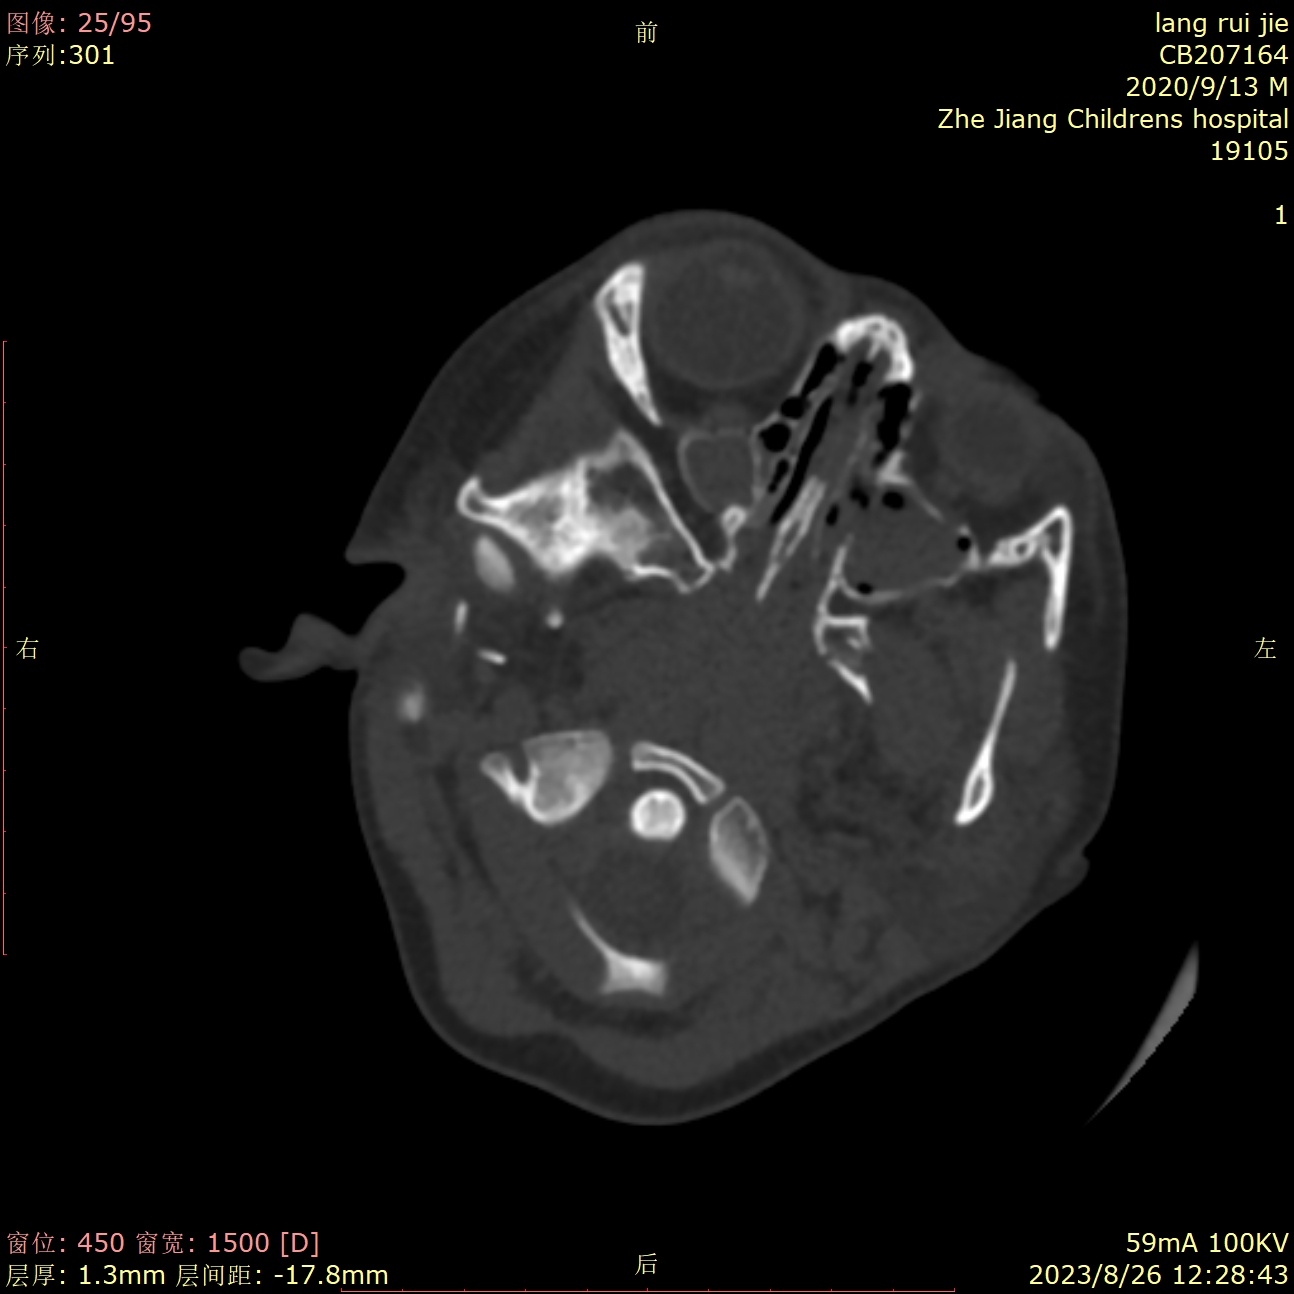 图像: 25/95
序列:301
前
lang rui jie
CB207164
2020/9/13 M
Zhe Jiang Childrens hospital
19105
1
右
左
窗位: 450 窗宽: 1500 [D]
层厚: 1.3mm 层间距: -17.8mm
后
59mA 100KV
2023/8/26 12:28:43